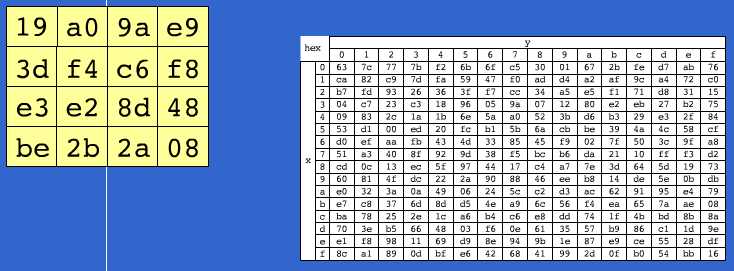 19 a0 9a e9
3d f4 c6 f8
e3 e2 8d 48
be 2b 2a 08
hex y
0 1 2 3 4 5 6 7 8 9 a b c d e f
0 63 7c 77 7b f2 6b 6f c5 30 01 67 2b fe d7 ab 76
1 ca 82 c9 7d fa 59 47 f0 ad d4 a2 af 9c a4 72 c0
2 b7 fd 93 26 36 3f f7 cc 34 a5 e5 f1 71 d8 31 15
3 04 c7 23 c3 18 96 05 9a 07 12 80 e2 eb 27 b2 75
4 09 83 2c 1a 1b 6e 5a a0 52 3b d6 b3 29 e3 2f 84
5 53 d1 00 ed 20 fc b1 5b 6a cb be 39 4a 4c 58 cf
6 d0 ef aa fb 43 4d 33 85 45 f9 02 7f 50 3c 9f a8
x 7 51 a3 40 8f 92 9d 38 f5 bc b6 da 21 10 ff f3 d2
8 cd 0c 13 ec 5f 97 44 17 c4 a7 7e 3d 64 5d 19 73
9 60 81 4f dc 22 2a 90 88 46 ee b8 14 de 5e 0b db
a e0 32 3a 0a 49 06 24 5c c2 d3 ac 62 91 95 e4 79
b e7 c8 37 6d 8d d5 4e a9 6c 56 f4 ea 65 7a ae 08
c ba 78 25 2e 1c a6 b4 c6 e8 dd 74 1f 4b bd 8b 8a
d 70 3e b5 66 48 03 f6 0e 61 35 57 b9 86 c1 1d 9e
e e1 f8 98 11 69 d9 8e 94 9b 1e 87 e9 ce 55 28 df
f 8c a1 89 0d bf e6 42 68 41 99 2d 0f b0 54 bb 16